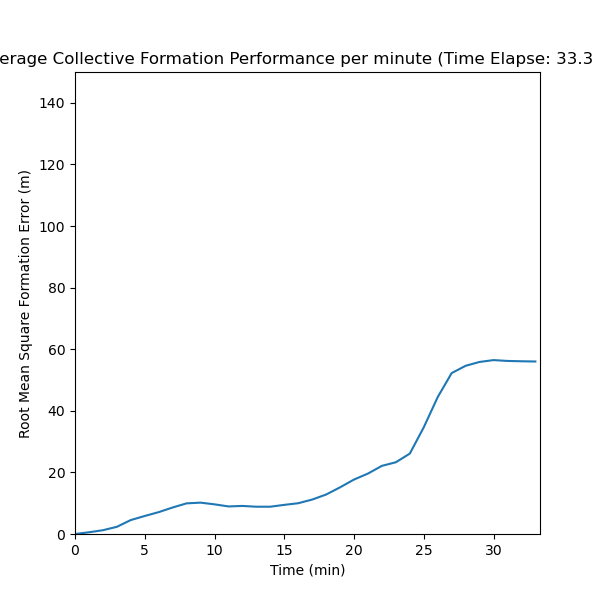 erage Collective Formation Performance per minute (Time Elapse: 33.3
140
120
100
80
60
40
20
0
Root Mean Square Formation Error (m)
0 5 10 15 20 25 30
Time (min)